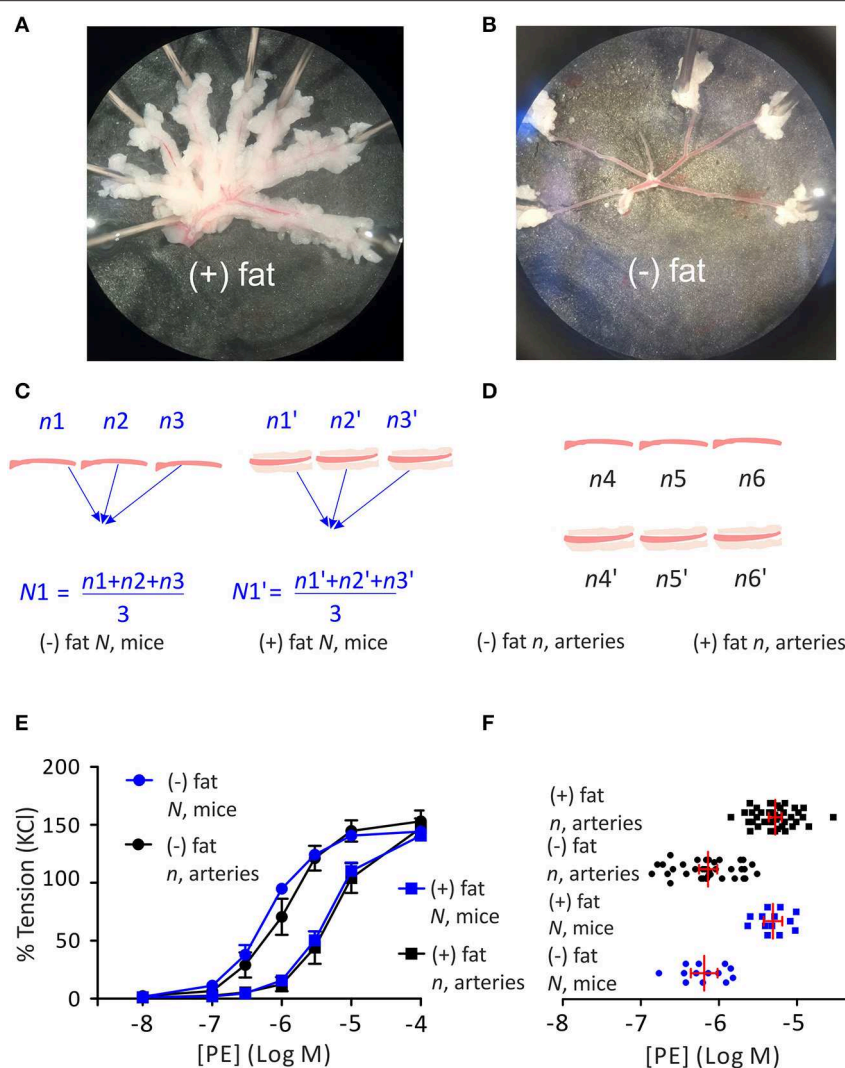 A
(+) fat
B
(-) fat
C
n1 n2 n3
n1' n2' n3'
N1 = n1+n2+n3
3
N1'= n1'+n2'+n3'
3
(-) fat N, mice
(+) fat N, mice
D
n4 n5 n6
n4' n5' n6'
(-) fat n, arteries
(+) fat n, arteries
E
% Tension (KCl)
200
150
100
50
0
(-) fat
N, mice
(-) fat
n, arteries
(+) fat
N, mice
(+) fat
n, arteries
-8 -7 -6 -5 -4
[PE] (Log M)
F
(+) fat
n, arteries
(-) fat
n, arteries
(+) fat
N, mice
(-) fat
N, mice
-8 -7 -6 -5
[PE] (Log M)